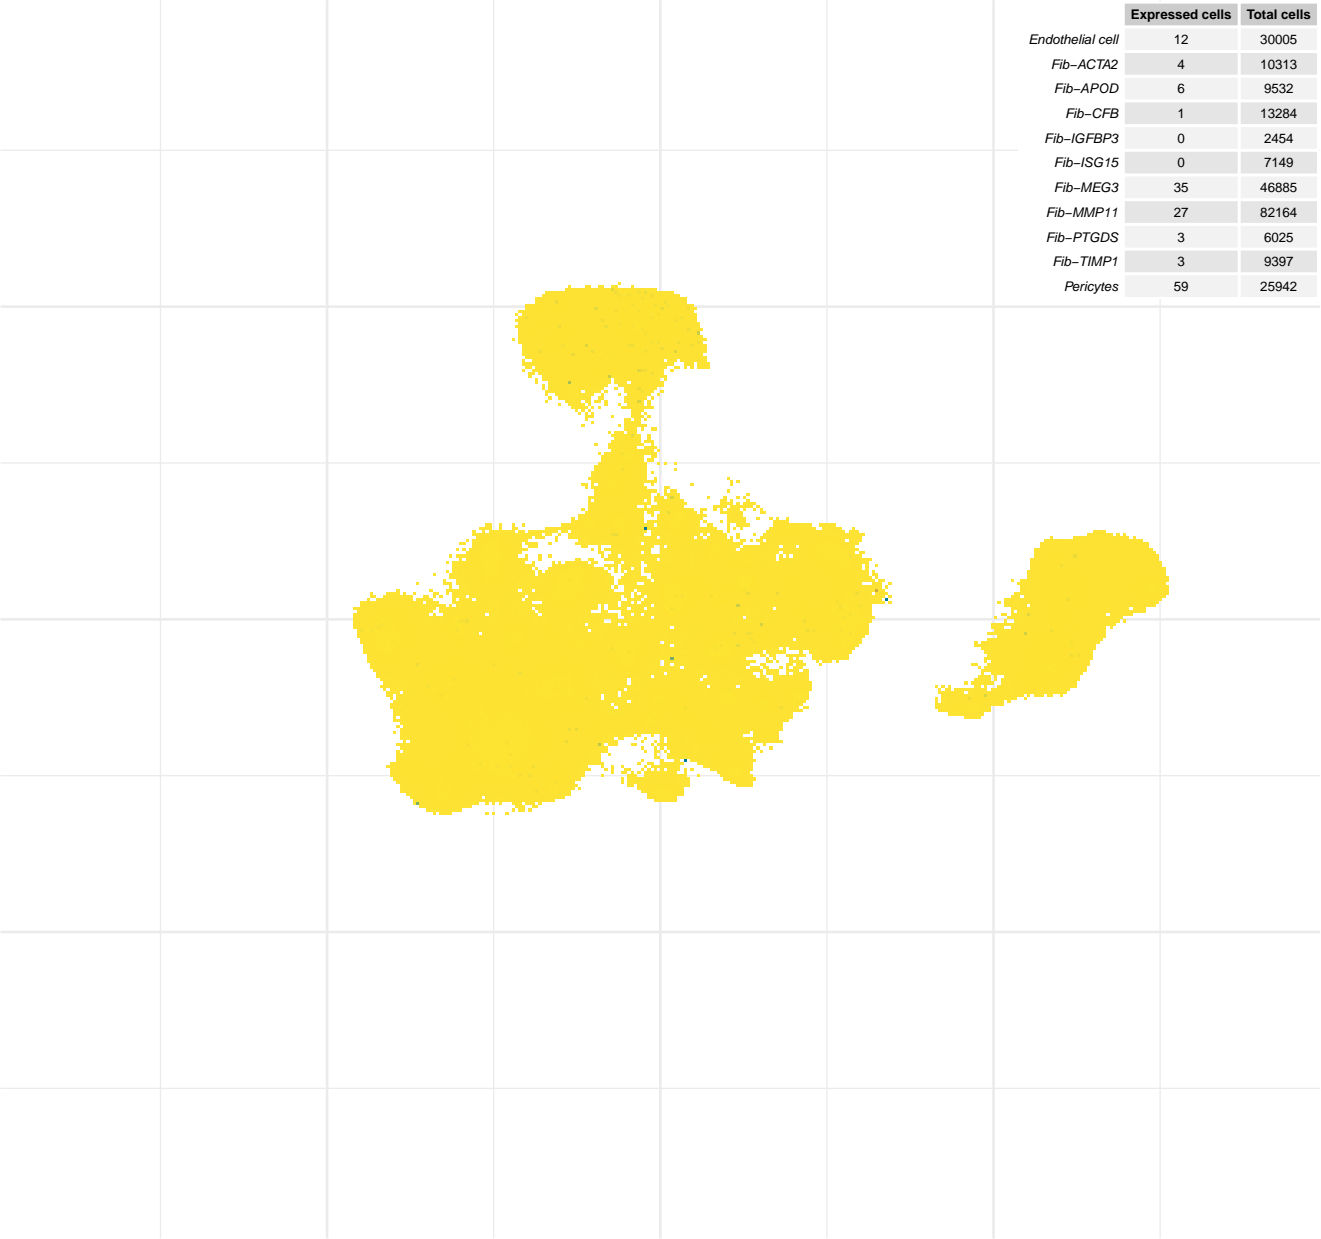 Expressed cells Total cells
Endothelial cell 12 30005
Fib−ACTA2 4 10313
Fib−APOD 6 9532
Fib−CFB 1 13284
Fib−IGFBP3 0 2454
Fib−ISG15 0 7149
Fib−MEG3 35 46885
Fib−MMP11 27 82164
Fib−PTGDS 3 6025
Fib−TIMP1 3 9397
Pericytes 59 25942